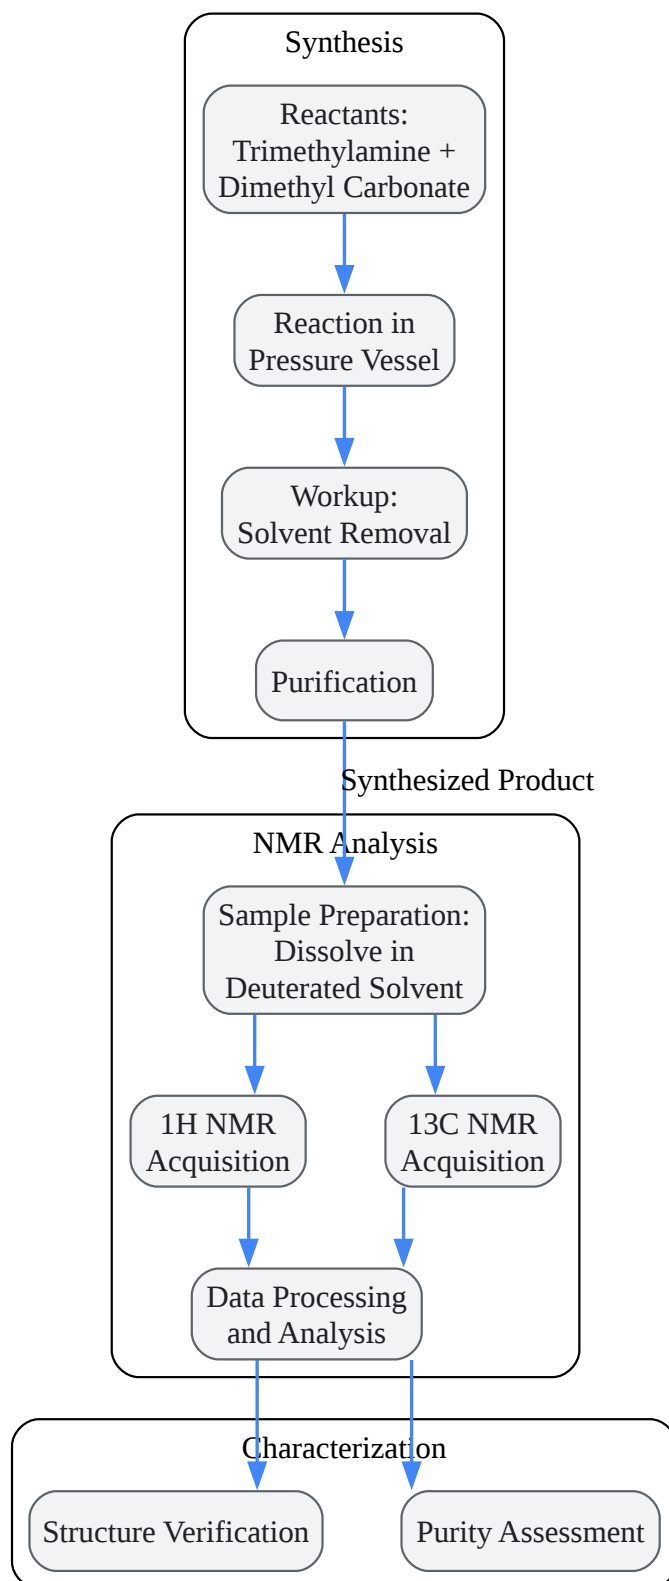 Synthesis
Reactants:
Trimethylamine +
Dimethyl Carbonate
Reaction in
Pressure Vessel
Workup:
Solvent Removal
Purification
Synthesized Product
NMR Analysis
Sample Preparation:
Dissolve in
Deuterated Solvent
1H NMR
Acquisition
13C NMR
Acquisition
Data Processing
and Analysis
Characterization
Structure Verification
Purity Assessment